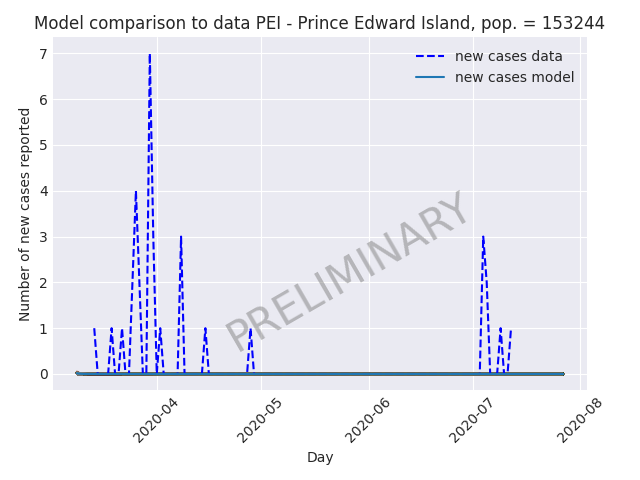 Model comparison to data PEI - Prince Edward Island, pop. = 153244
new cases data
new cases model
Number of new cases reported
7
6
5
4
3
2
1
0
PRELIMINARY
2020-04
2020-05
2020-06
2020-07
2020-08
Day